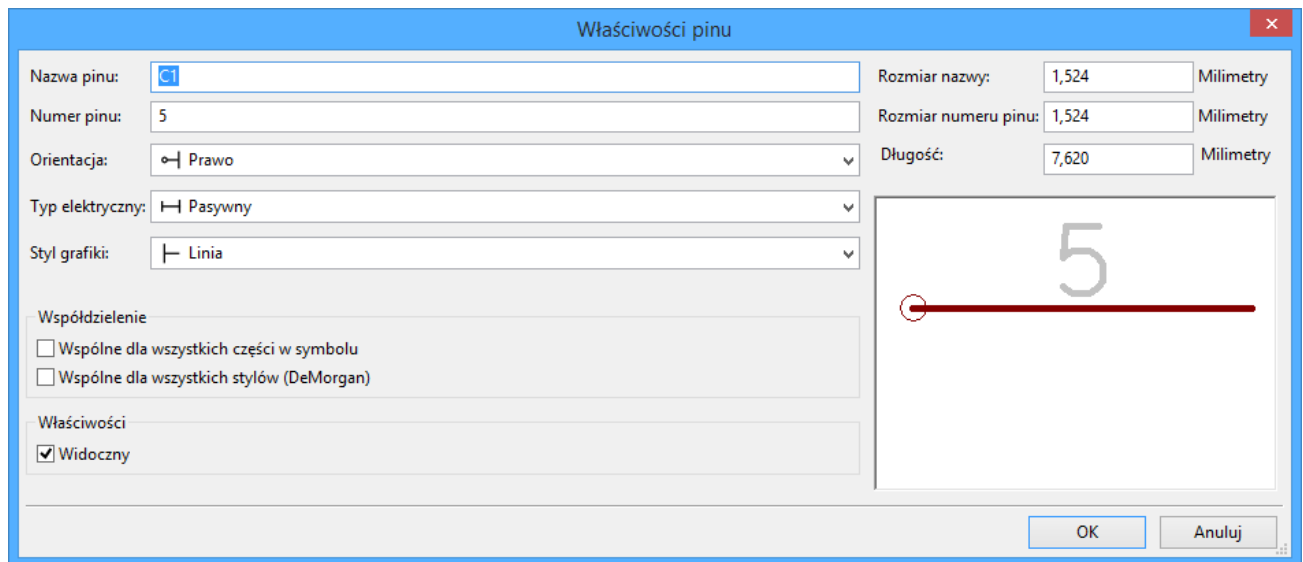 Właściwości pinu
Nazwa pinu: C1 Rozmiar nazwy: 1,524 Milimetry
Numer pinu: 5 Rozmiar numeru pinu: 1,524 Milimetry
Orientacja: Prawo Długość: 7,620 Milimetry
Typ elektryczny: Pasywny
Styl grafiki: Linia
5
Współdzielenie
Wspólne dla wszystkich części w symbolu
Wspólne dla wszystkich stylów (DeMorgan)
Właściwości
Widoczny
OK Anuluj